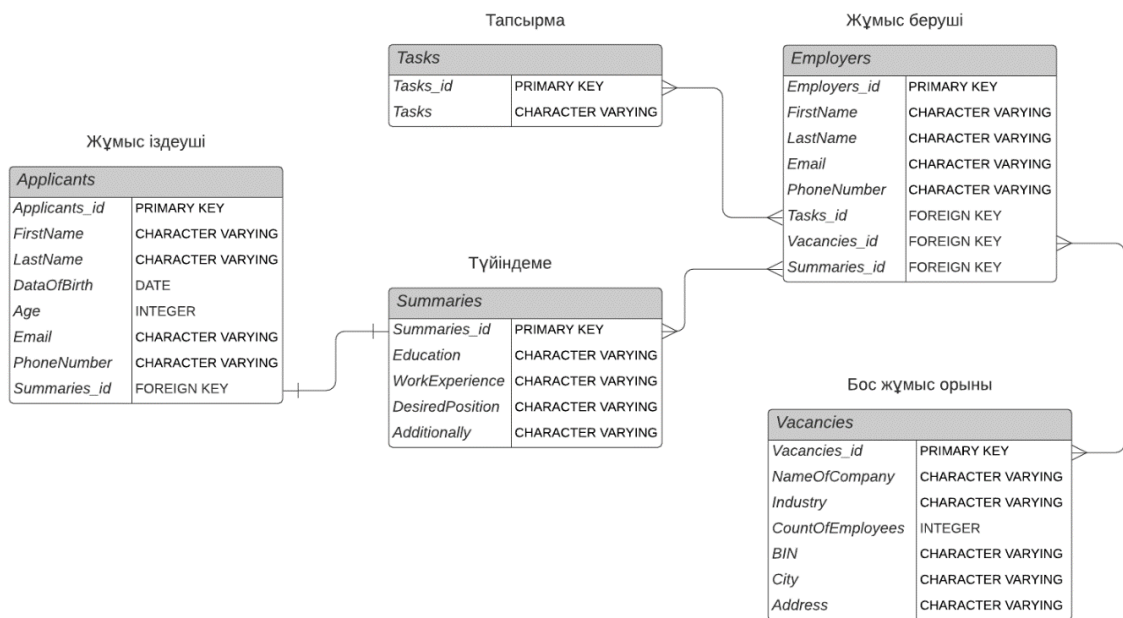 Тапсырма
Tasks
Tasks_id PRIMARY KEY
Tasks CHARACTER VARYING
Жұмыс беруші
Employers
Employers_id PRIMARY KEY
FirstName CHARACTER VARYING
LastName CHARACTER VARYING
Email CHARACTER VARYING
PhoneNumber CHARACTER VARYING
Tasks_id FOREIGN KEY
Vacancies_id FOREIGN KEY
Summaries_id FOREIGN KEY
Жұмыс іздеуші
Applicants
Applicants_id PRIMARY KEY
FirstName CHARACTER VARYING
LastName CHARACTER VARYING
DataOfBirth DATE
Age INTEGER
Email CHARACTER VARYING
PhoneNumber CHARACTER VARYING
Summaries_id FOREIGN KEY
Түйіндеме
Summaries
Summaries_id PRIMARY KEY
Education CHARACTER VARYING
WorkExperience CHARACTER VARYING
DesiredPosition CHARACTER VARYING
Additionally CHARACTER VARYING
Бос жұмыс орыны
Vacancies
Vacancies_id PRIMARY KEY
NameOfCompany CHARACTER VARYING
Industry CHARACTER VARYING
CountOfEmployees INTEGER
BIN CHARACTER VARYING
City CHARACTER VARYING
Address CHARACTER VARYING